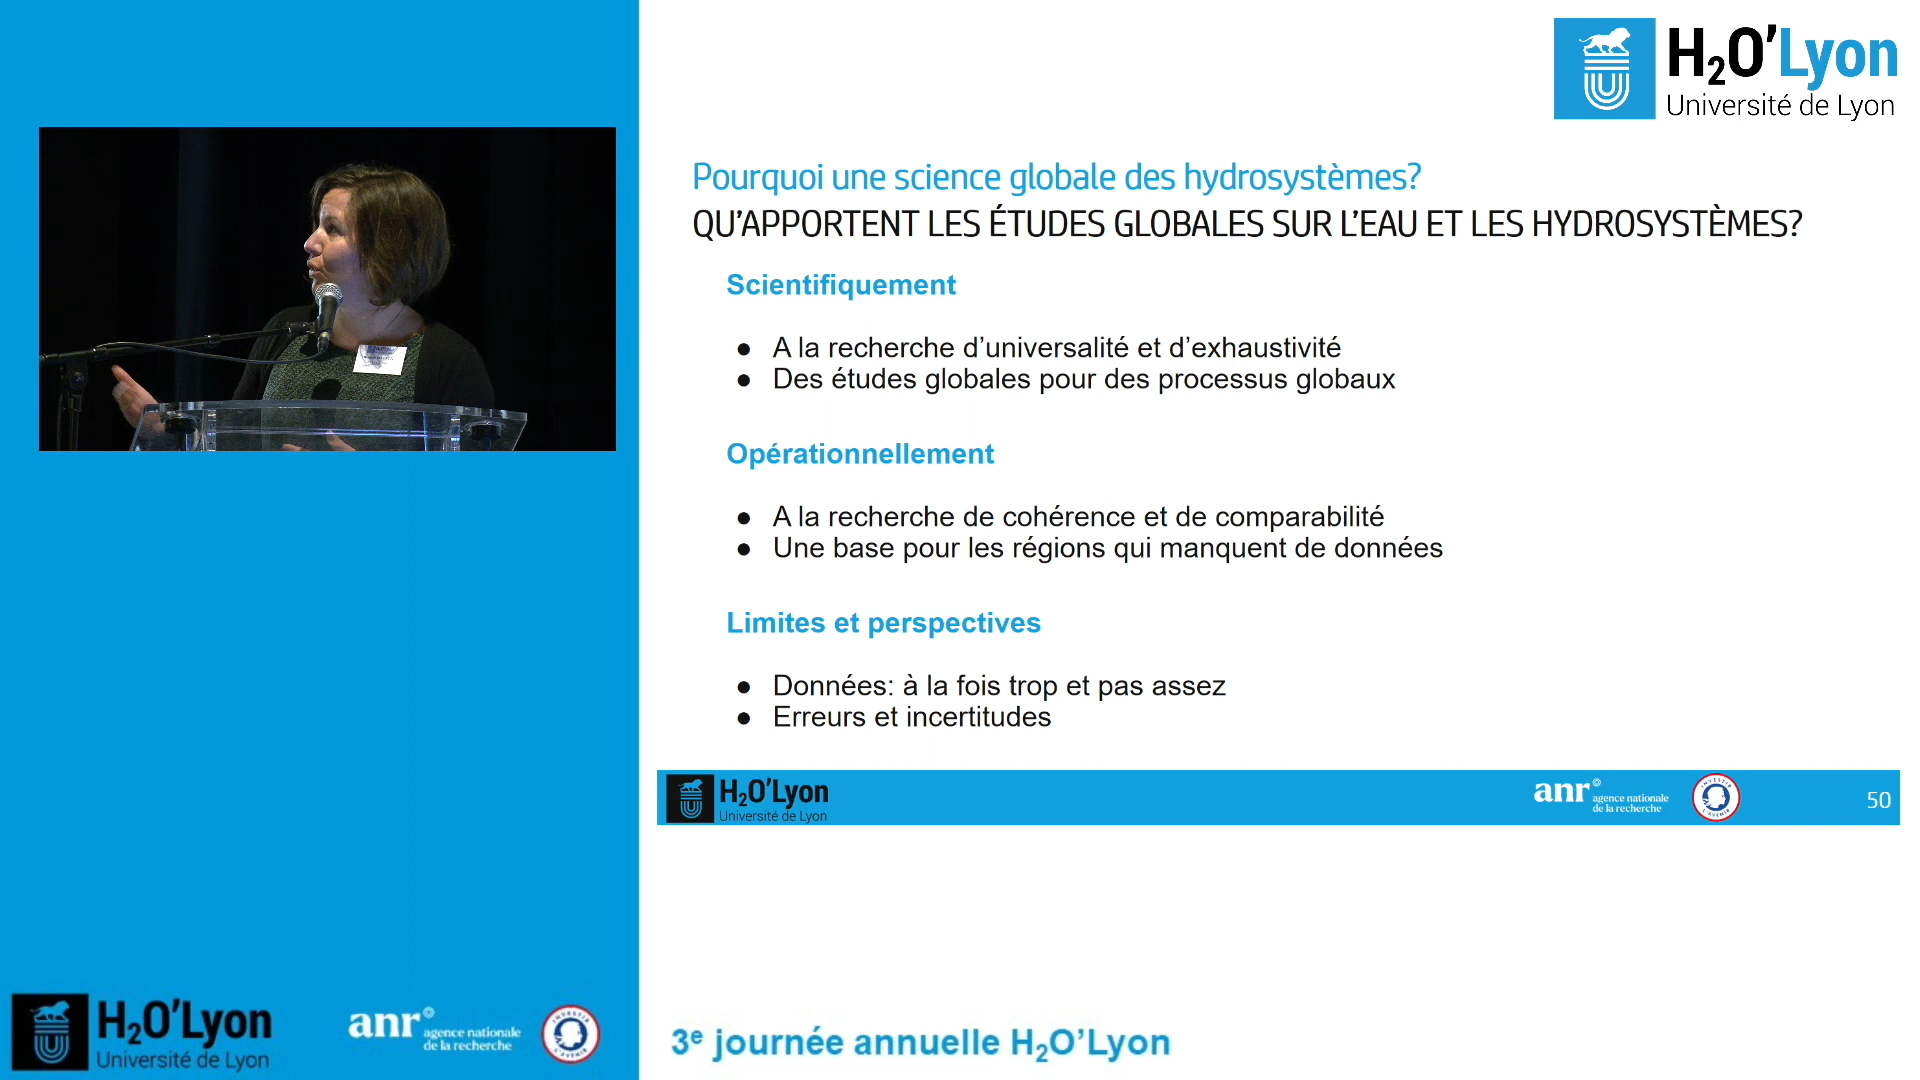 H₂O'Lyon
Université de Lyon
Pourquoi une science globale des hydrosystèmes?
QU'APPORTENT LES ÉTUDES GLOBALES SUR L'EAU ET LES HYDROSYSTÈMES?
Scientifiquement
● A la recherche d'universalité et d'exhaustivité
● Des études globales pour des processus globaux
Opérationnellement
● A la recherche de cohérence et de comparabilité
● Une base pour les régions qui manquent de données
Limites et perspectives
● Données: à la fois trop et pas assez
● Erreurs et incertitudes
H₂O'Lyon
Université de Lyon
anr
agence nationale
de la recherche
INVESTIR
L'AVENIR
50
H₂O'Lyon
Université de Lyon
anr
agence nationale
de la recherche
INVESTIR
L'AVENIR
3e journée annuelle H₂O'Lyon